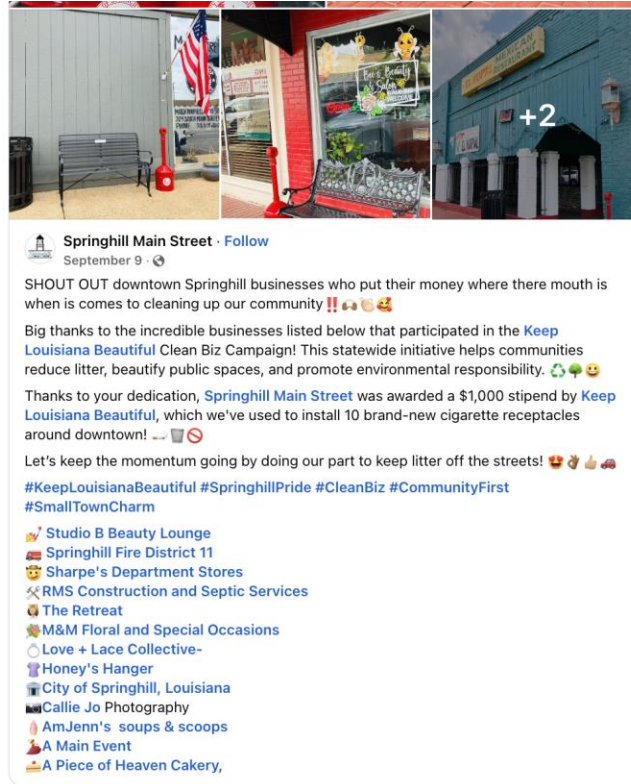 Bee's Beauty
Salon
MEXICAN
RESTAURANT
+2
Springhill Main Street · Follow
September 9 ·
SHOUT OUT downtown Springhill businesses who put their money where there mouth is
when is comes to cleaning up our community‼️🙌👏🥰
Big thanks to the incredible businesses listed below that participated in the Keep
Louisiana Beautiful Clean Biz Campaign! This statewide initiative helps communities
reduce litter, beautify public spaces, and promote environmental responsibility. ♻️🌳😀
Thanks to your dedication, Springhill Main Street was awarded a $1,000 stipend by Keep
Louisiana Beautiful, which we've used to install 10 brand-new cigarette receptacles
around downtown! 🚬🗑️🚫
Let's keep the momentum going by doing our part to keep litter off the streets! 😍👌👍🚗
#KeepLouisianaBeautiful #SpringhillPride #CleanBiz #CommunityFirst
#SmallTownCharm
💅 Studio B Beauty Lounge
🚒 Springhill Fire District 11
🤠 Sharpe's Department Stores
🛠️RMS Construction and Septic Services
💆The Retreat
💐M&M Floral and Special Occasions
💍Love + Lace Collective-
👚Honey's Hanger
🏛️City of Springhill, Louisiana
📷Callie Jo Photography
🍦AmJenn's soups & scoops
💃A Main Event
🍰A Piece of Heaven Cakery,